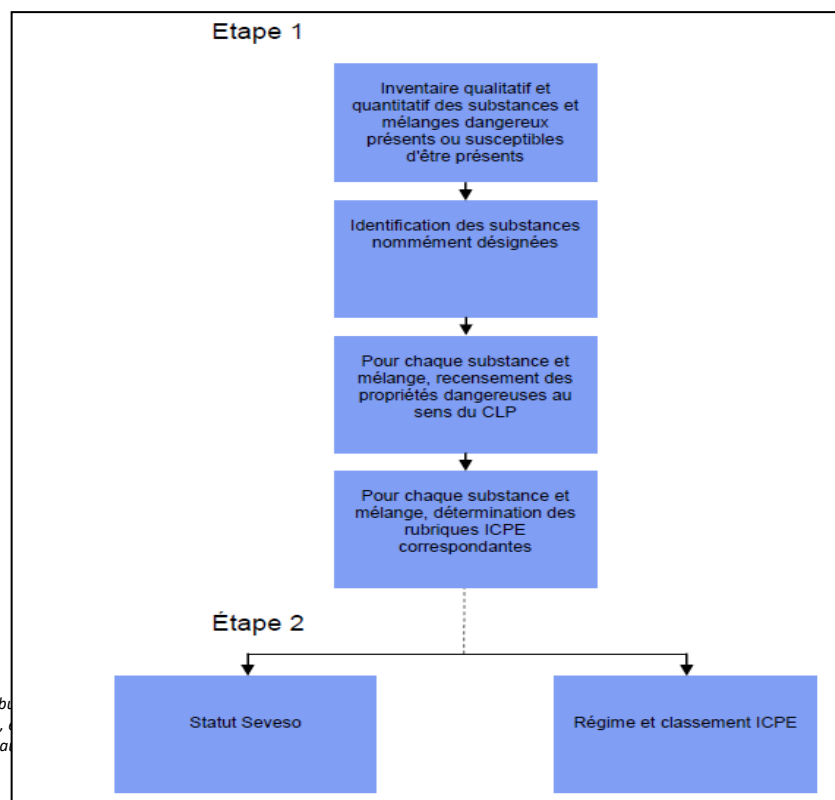 Etape 1
Inventaire qualitatif et
quantitatif des substances et
mélanges dangereux
présents ou susceptibles
d'être présents
Identification des substances
nommément désignées
Pour chaque substance et
mélange, recensement des
propriétés dangereuses au
sens du CLP
Pour chaque substance et
mélange, détermination des
rubriques ICPE
correspondantes
Étape 2
Statut Seveso
Régime et classement ICPE